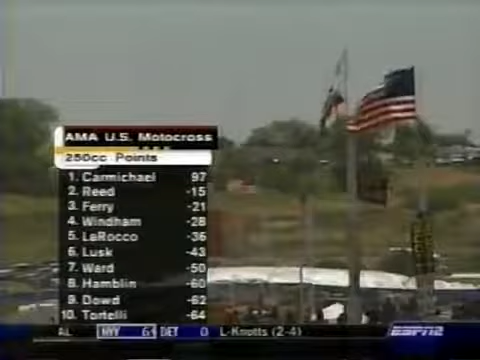 AMA U.S. Motocross
250cc Points
1. Carmichael 97
2. Reed -15
3. Ferry -21
4. Windham -28
5. LaRocco -36
6. Lusk -43
7. Ward -50
8. Hamblin -60
9. Dowd -62
10. Tortelli -64
AL NYY 61 DET 0 L-Knotts (2-4) ESPN2